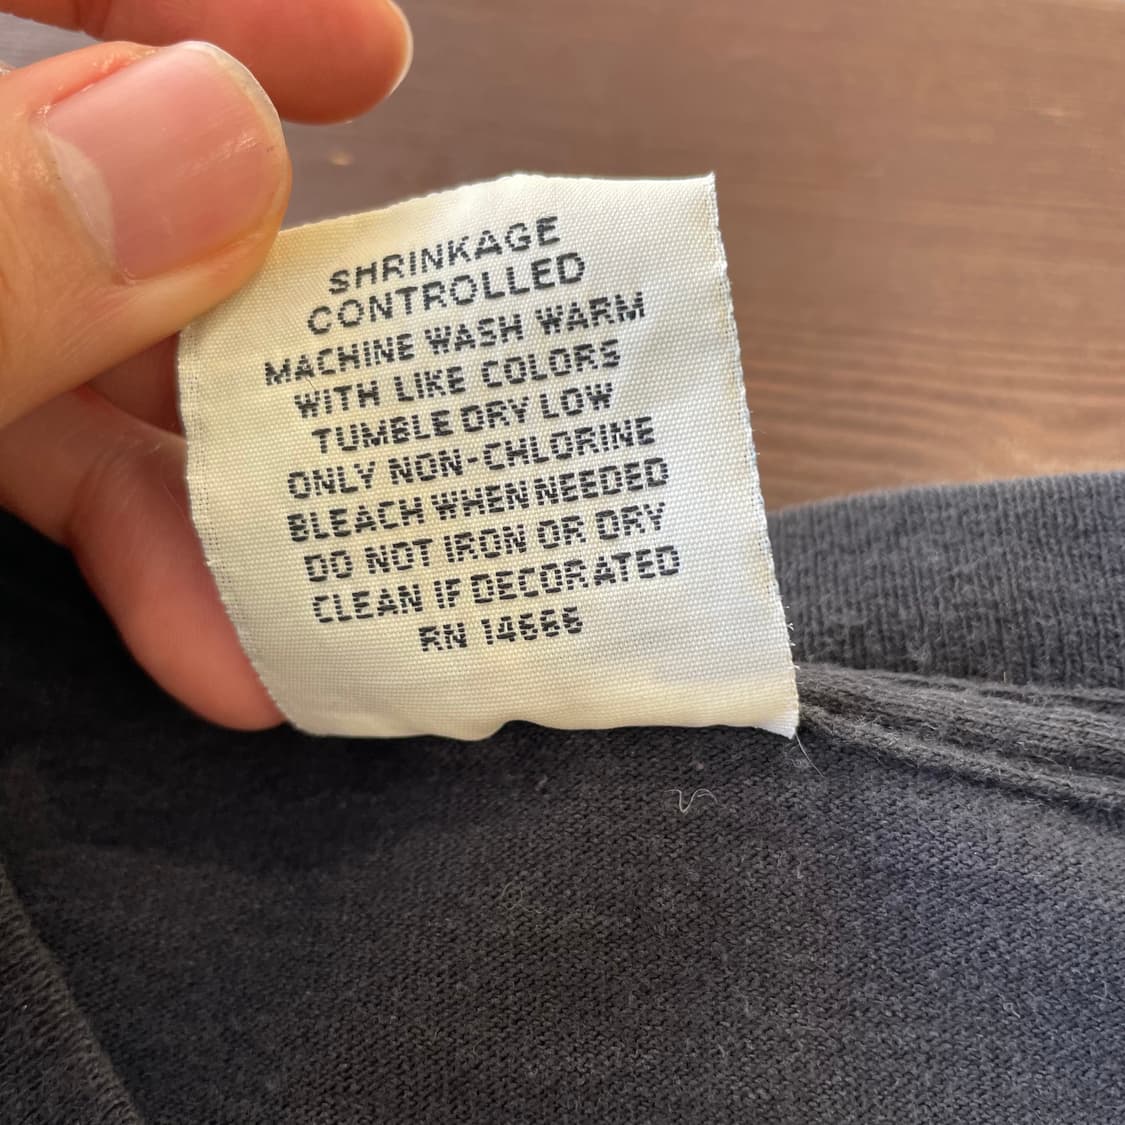 SHRINKAGE
CONTROLLED
MACHINE WASH WARM
WITH LIKE COLORS
TUMBLE DRY LOW
ONLY NON-CHLORINE
BLEACH WHEN NEEDED
DO NOT IRON OR DRY
CLEAN IF DECORATED
RN 14666